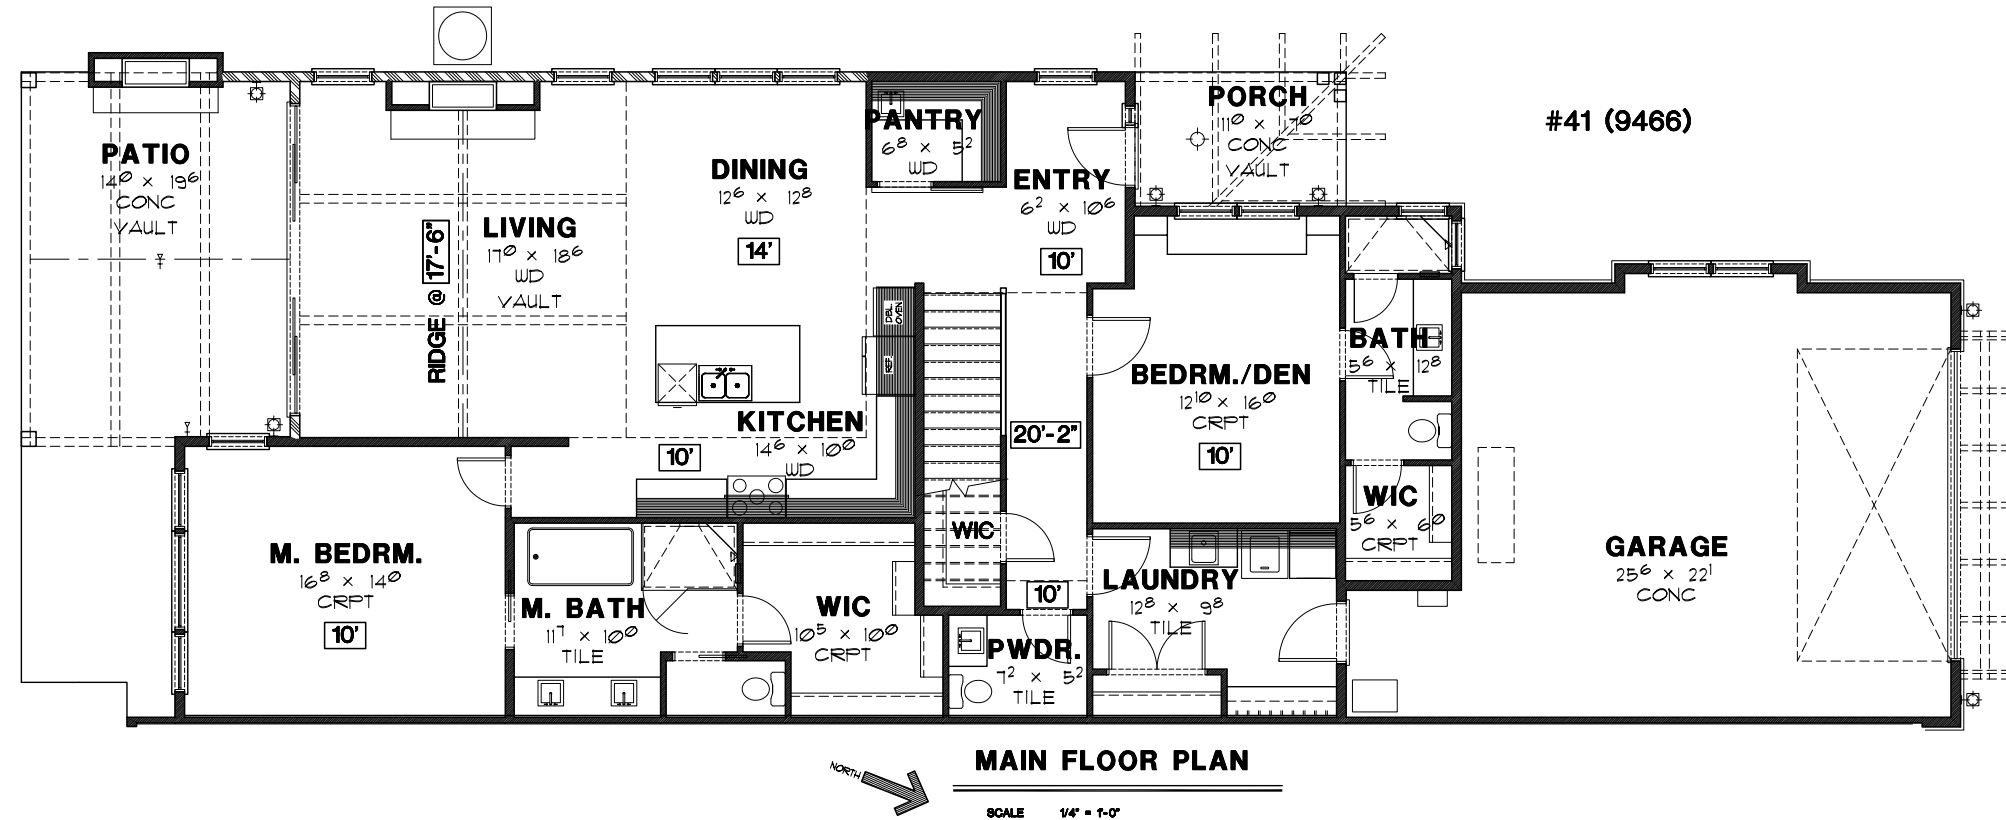 PATIO
14⁰ × 19⁶
CONC
VAULT
RIDGE @ 17'-6"
LIVING
17⁰ × 18⁶
WD
VAULT
DINING
12⁶ × 12⁸
WD
14'
PANTRY
6⁸ × 5²
WD
ENTRY
6² × 10⁶
WD
10'
PORCH
11⁰ × 7⁰
CONC
VAULT
#41 (9466)
DBL.
OVEN
REF.
KITCHEN
14⁶ × 10⁰
WD
10'
20'-2"
BEDRM./DEN
12¹⁰ × 16⁰
CRPT
10'
BATH
5⁶ × 12⁸
TILE
WIC
5⁶ × 6⁰
CRPT
GARAGE
25⁶ × 22¹
CONC
M. BEDRM.
16⁸ × 14⁰
CRPT
10'
M. BATH
11⁷ × 10⁰
TILE
WIC
10⁵ × 10⁰
CRPT
WIC
10'
PWDR.
7² × 5²
TILE
LAUNDRY
12⁸ × 9⁸
TILE
NORTH
MAIN FLOOR PLAN
SCALE 1/4" = 1'-0"